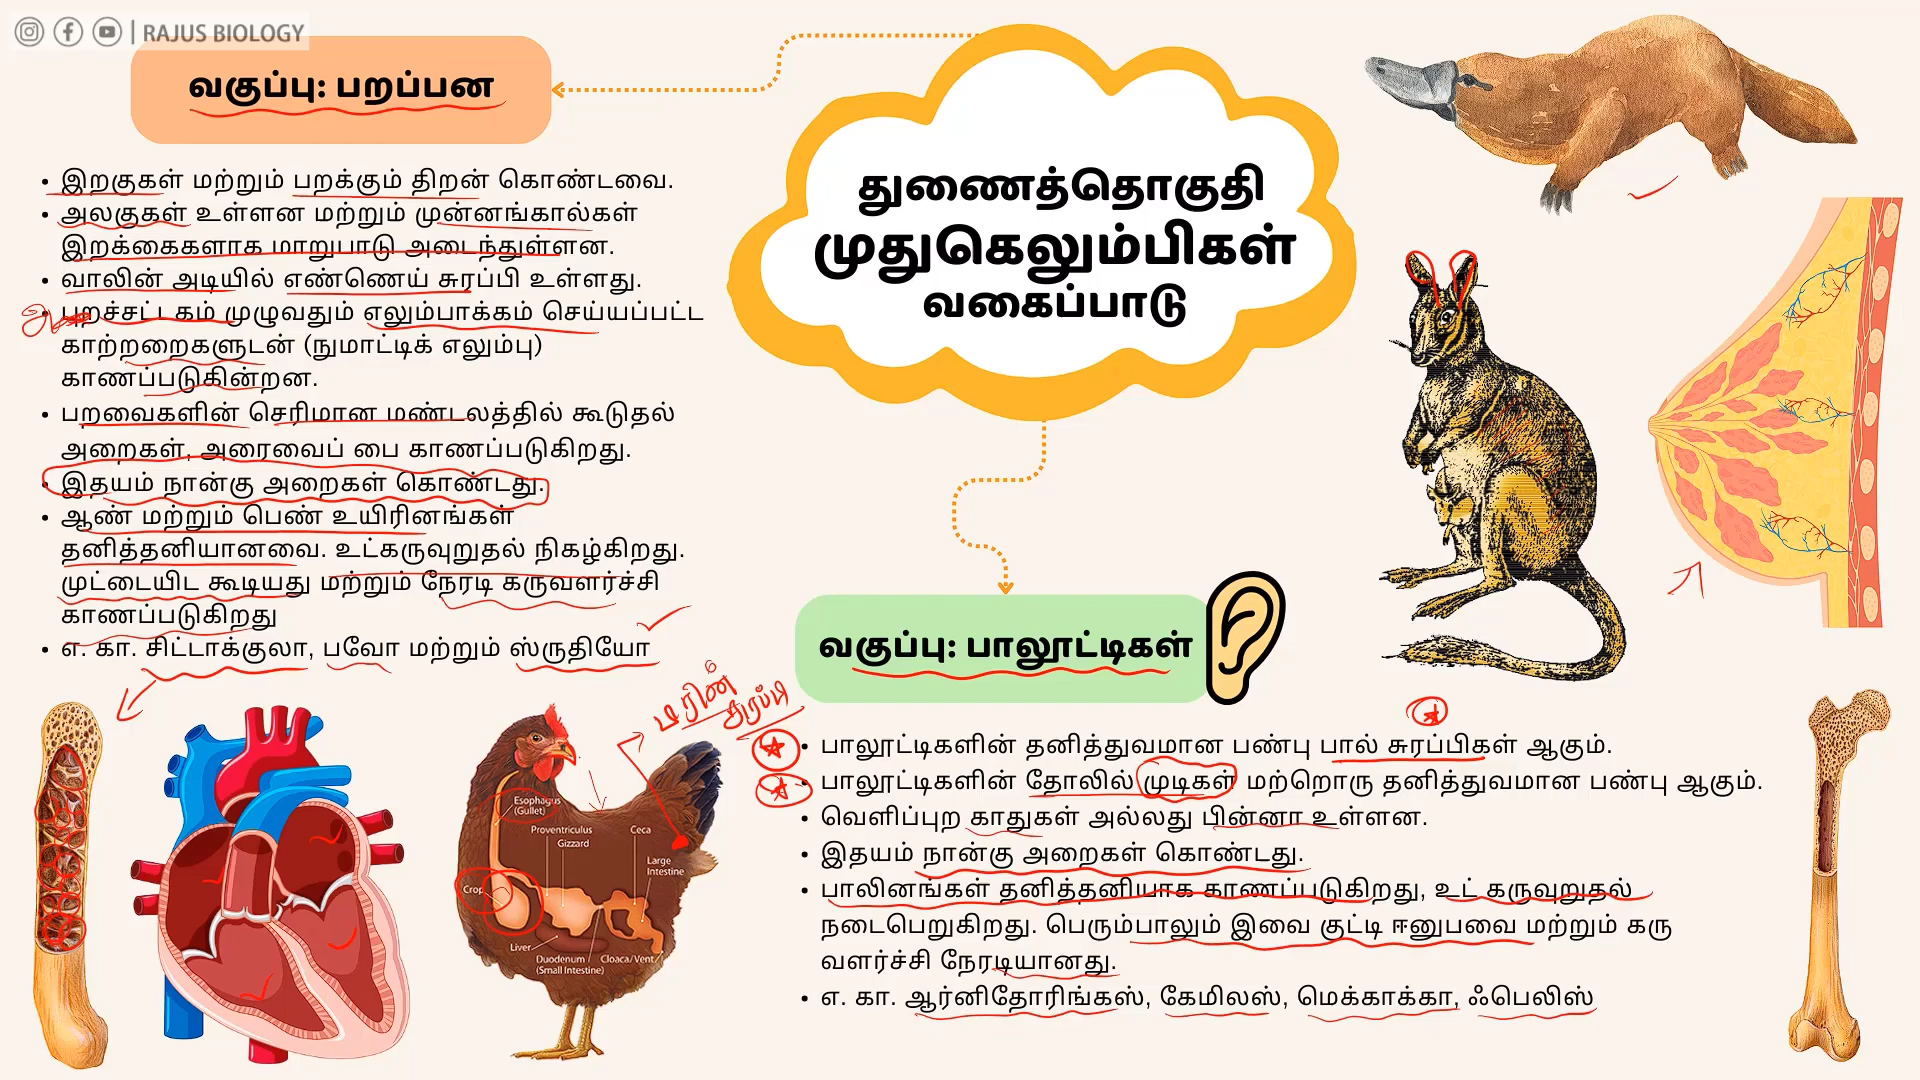 RAJUS BIOLOGY
வகுப்பு: பறப்பன
இறகுகள் மற்றும் பறக்கும் திறன் கொண்டவை.
அலகுகள் உள்ளன மற்றும் முன்னங்கால்கள்
இறக்கைகளாக மாறுபாடு அடைந்துள்ளன.
வாலின் அடியில் எண்ணெய் சுரப்பி உள்ளது.
புறச்சட்டகம் முழுவதும் எலும்பாக்கம் செய்யப்பட்ட
காற்றறைகளுடன் (நுமாட்டிக் எலும்பு)
காணப்படுகின்றன.
பறவைகளின் செரிமான மண்டலத்தில் கூடுதல்
அறைகள், அரைவைப் பை காணப்படுகிறது.
இதயம் நான்கு அறைகள் கொண்டது.
ஆண் மற்றும் பெண் உயிரினங்கள்
தனித்தனியானவை. உட்கருவுறுதல் நிகழ்கிறது.
முட்டையிட கூடியது மற்றும் நேரடி கருவளர்ச்சி
காணப்படுகிறது
எ. கா. சிட்டாக்குலா, பவோ மற்றும் ஸ்ருதியோ
துணைத்தொகுதி
முதுகெலும்பிகள்
வகைப்பாடு
சுரப்பி
Esophagus
(Gullet)
Proventriculus
Gizzard
Ceca
Large
Intestine
Crop
Liver
Duodenum
(Small Intestine)
Cloaca/Vent
வகுப்பு: பாலூட்டிகள்
பாலூட்டிகளின் தனித்துவமான பண்பு பால் சுரப்பிகள் ஆகும்.
பாலூட்டிகளின் தோலில் முடிகள் மற்றொரு தனித்துவமான பண்பு ஆகும்.
வெளிப்புற காதுகள் அல்லது பின்னா உள்ளன.
இதயம் நான்கு அறைகள் கொண்டது.
பாலினங்கள் தனித்தனியாக காணப்படுகிறது, உட் கருவுறுதல்
நடைபெறுகிறது. பெரும்பாலும் இவை குட்டி ஈனுபவை மற்றும் கரு
வளர்ச்சி நேரடியானது.
எ. கா. ஆர்னிதோரிங்கஸ், கேமிலஸ், மெக்காக்கா, ஃபெலிஸ்